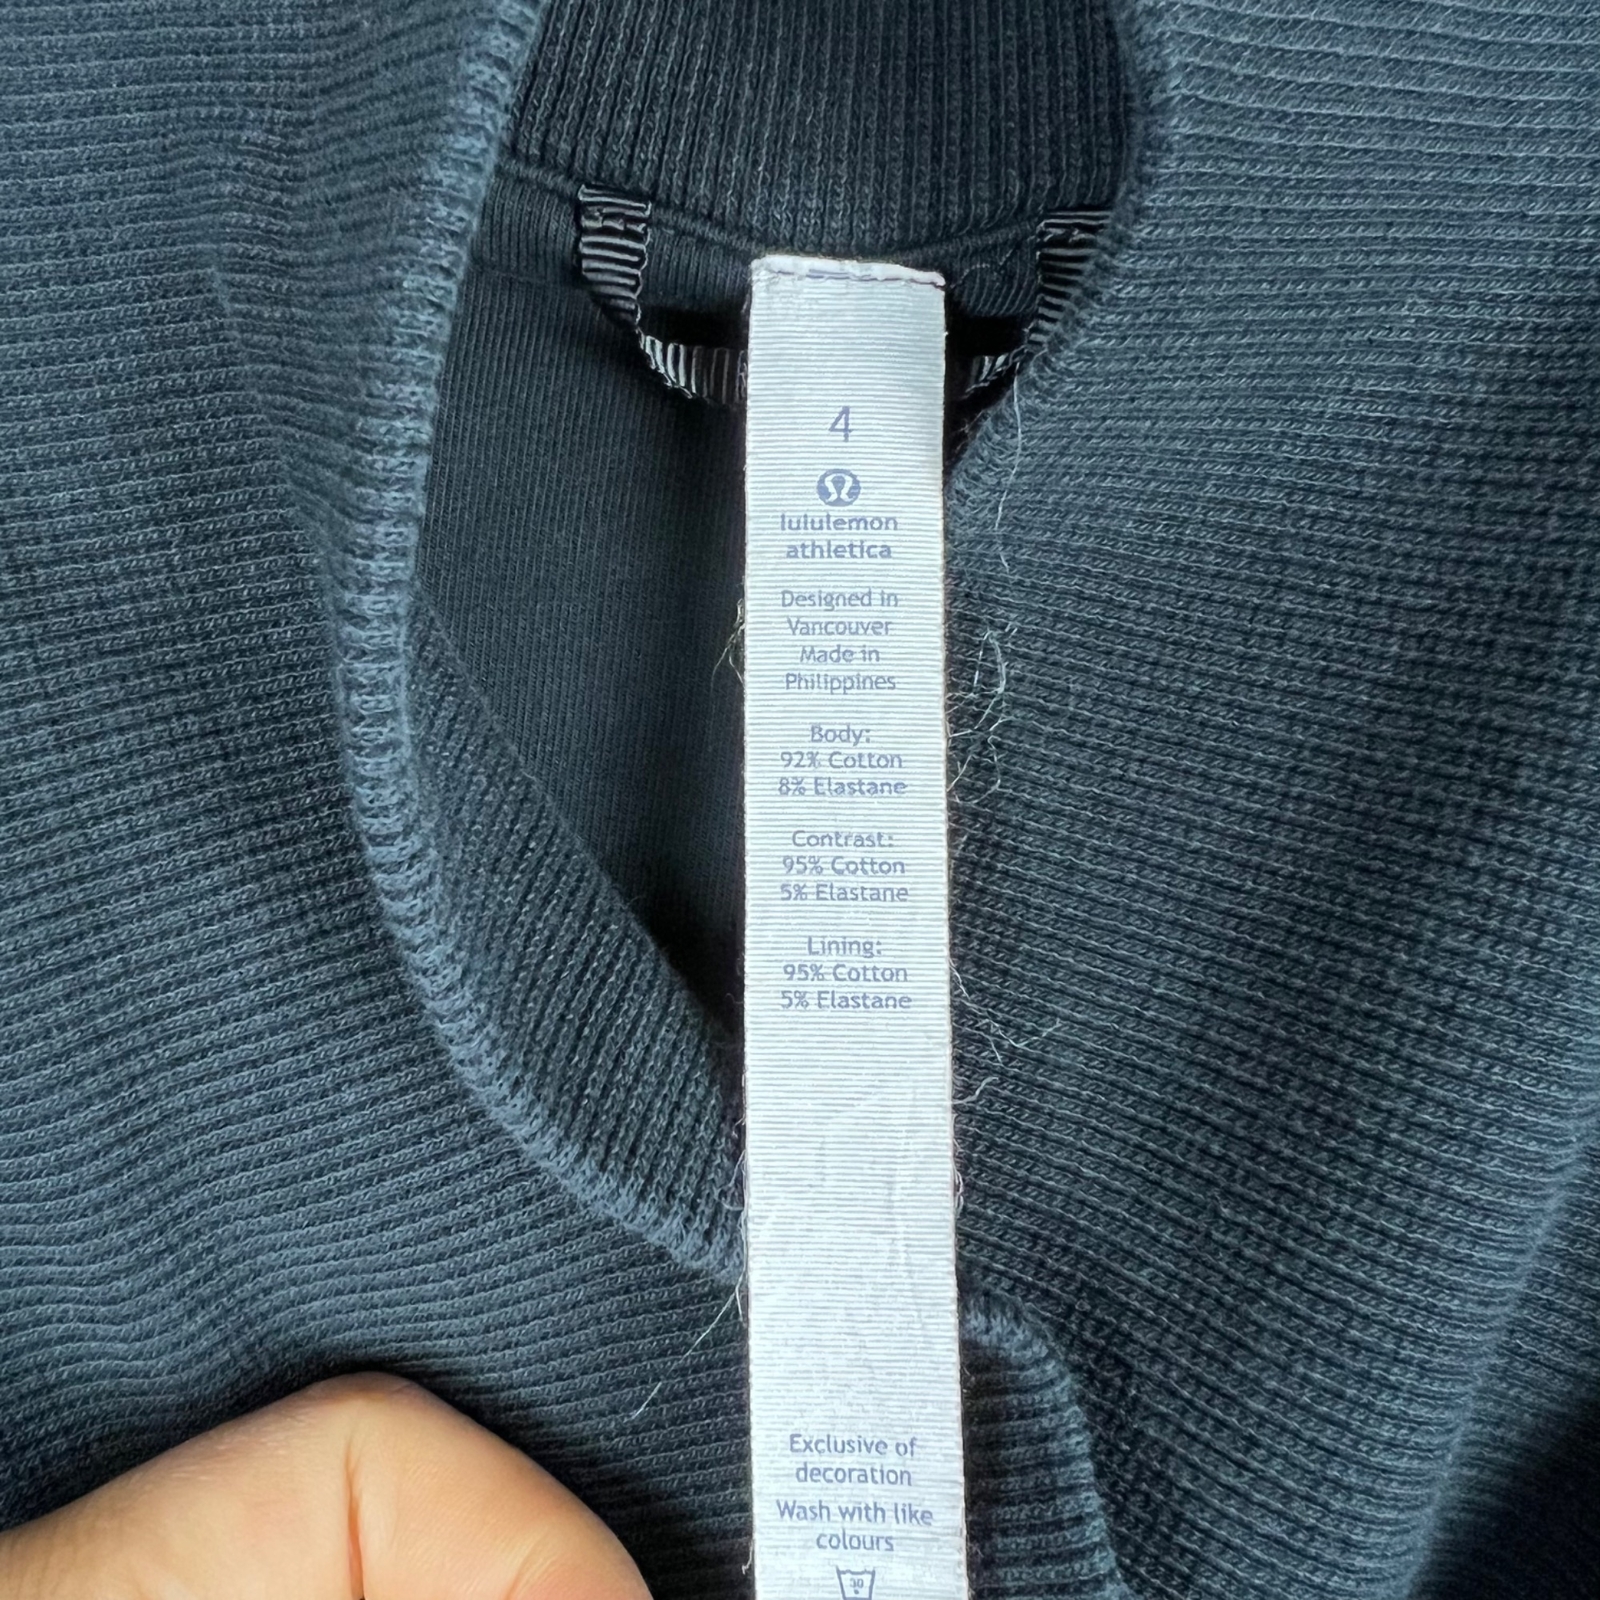 4
lululemon
athletica
Designed in
Vancouver
Made in
Philippines
Body:
92% Cotton
8% Elastane
Contrast:
95% Cotton
5% Elastane
Lining:
95% Cotton
5% Elastane
Exclusive of
decoration
Wash with like
colours
30